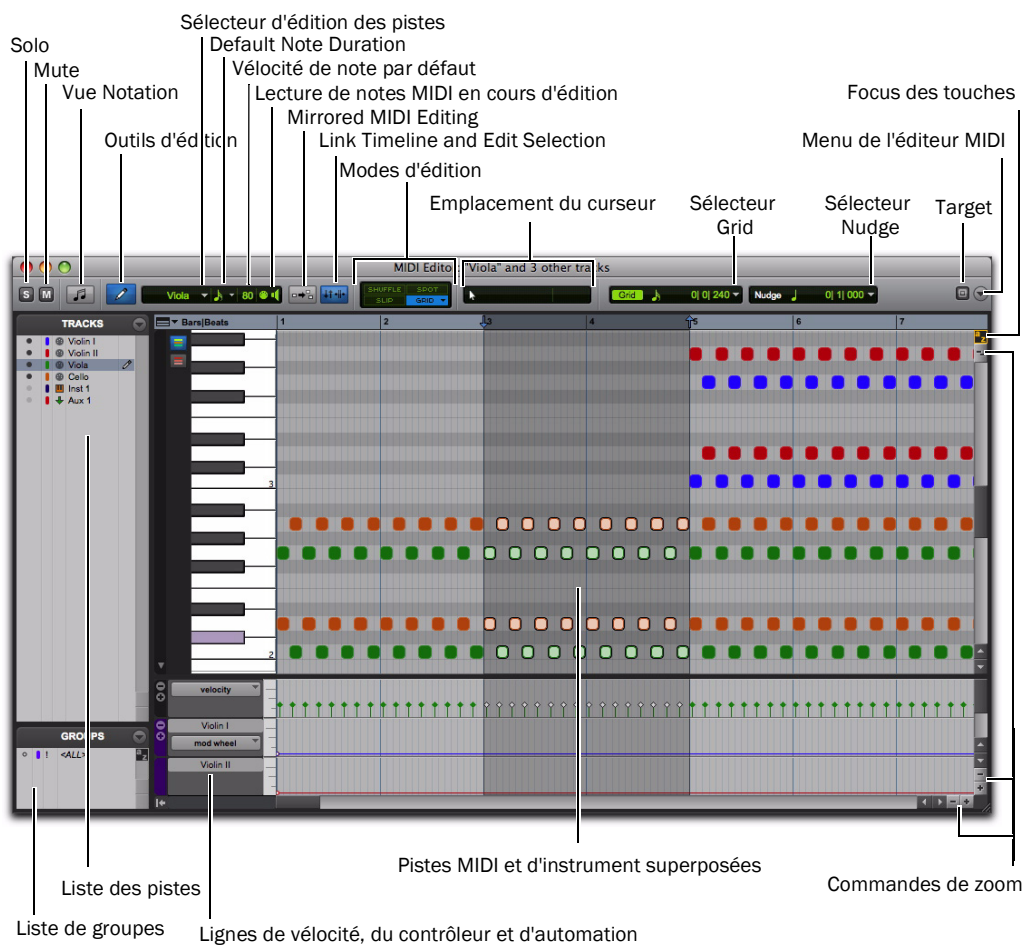 Sélecteur d'édition des pistes
Solo
Default Note Duration
Mute
Vélocité de note par défaut
Vue Notation
Lecture de notes MIDI en cours d'édition
Focus des touches
Mirrored MIDI Editing
Outils d'édition
Link Timeline and Edit Selection
Menu de l'éditeur MIDI
Modes d'édition
Emplacement du curseur
Sélecteur
Grid
Sélecteur
Nudge
Target
MIDI Editor: "Viola" and 3 other tracks
S M
Viola
80
SHUFFLE SPOT
SLIP GRID
Grid 0| 0| 240
Nudge 0| 1| 000
TRACKS
Bars|Beats 1 2 3 4 5 6 7
Violin I
Violin II
Viola
Cello
Inst 1
Aux 1
a z
3
2
velocity
Violin I
GROUPS
mod wheel
! <ALL>
a z
Violin II
Pistes MIDI et d'instrument superposées
Liste des pistes
Commandes de zoom
Liste de groupes
Lignes de vélocité, du contrôleur et d'automation